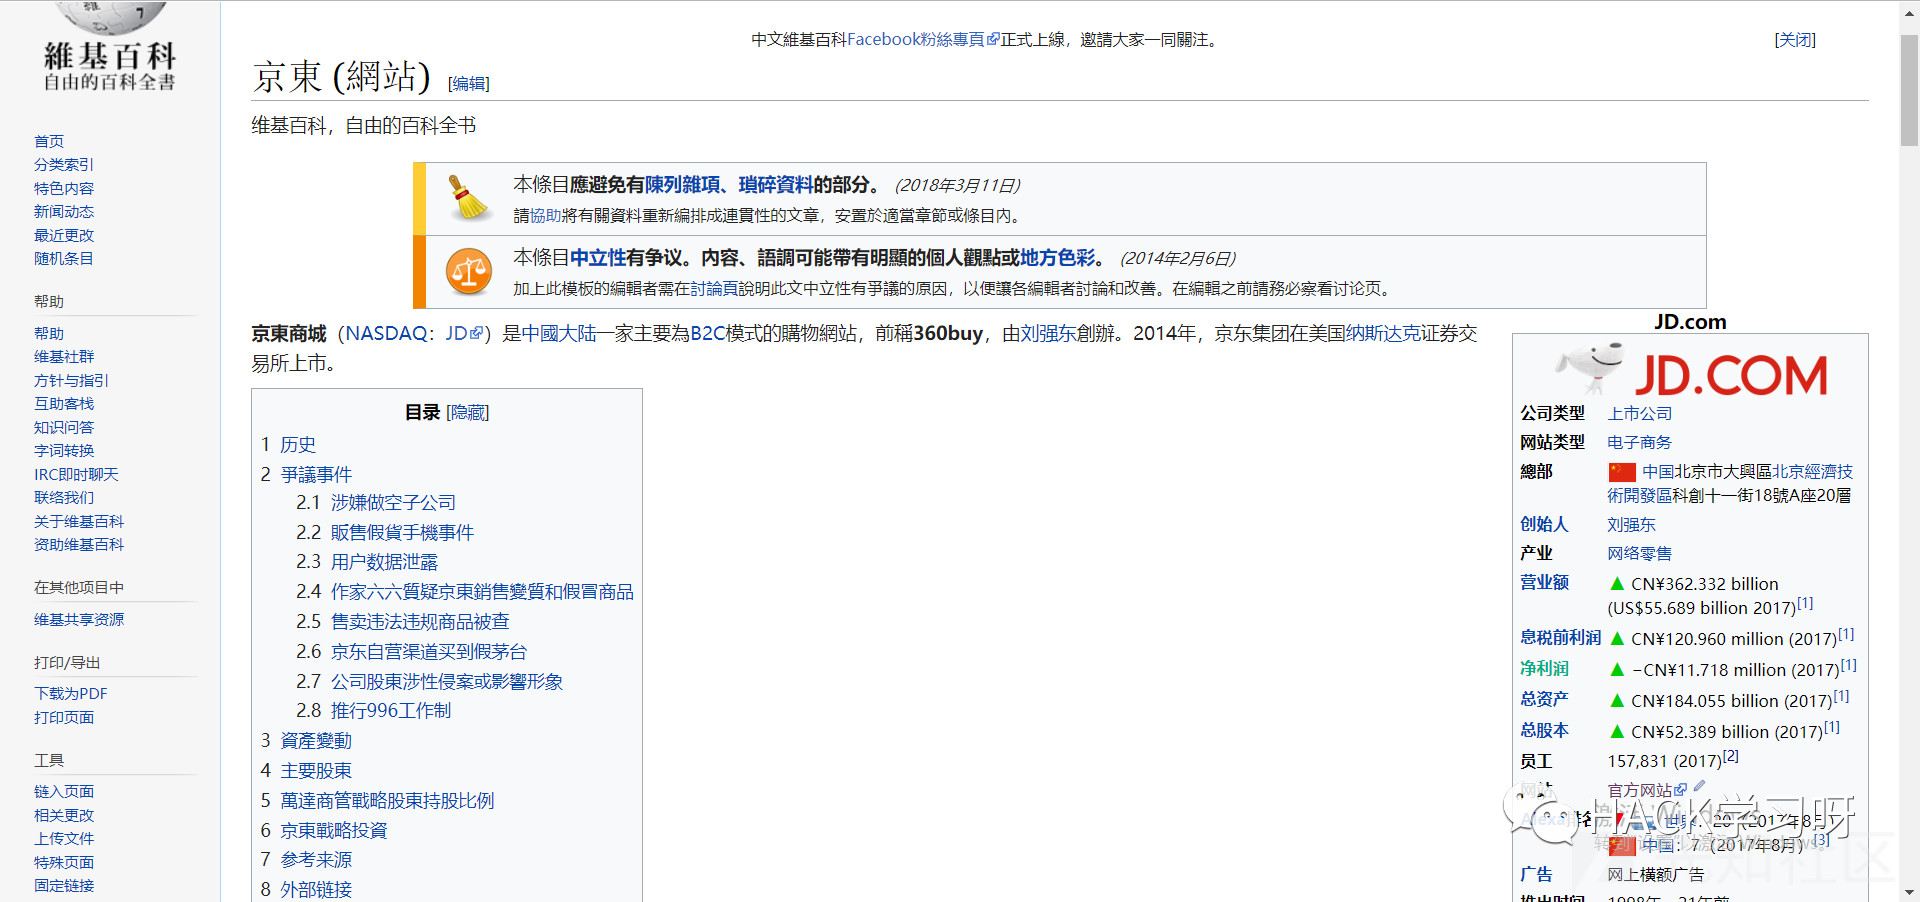 維基百科
自由的百科全書
首页
分类索引
特色内容
新闻动态
最近更改
随机条目
帮助
帮助
维基社群
方针与指引
互助客栈
知识问答
字词转换
IRC即时聊天
联络我们
关于维基百科
资助维基百科
在其他项目中
维基共享资源
打印/导出
下载为PDF
打印页面
工具
链入页面
相关更改
上传文件
特殊页面
固定链接
中文維基百科Facebook粉絲專頁正式上線，邀請大家一同關注。
[关闭]
京東 (網站) [编辑]
维基百科，自由的百科全书
本條目應避免有陳列雜項、瑣碎資料的部分。 (2018年3月11日)
請協助將有關資料重新編排成連貫性的文章，安置於適當章節或條目內。
本條目中立性有争议。內容、語調可能帶有明顯的個人觀點或地方色彩。 (2014年2月6日)
加上此模板的編輯者需在討論頁說明此文中立性有爭議的原因，以便讓各編輯者討論和改善。在編輯之前請務必察看讨论页。
京東商城（NASDAQ：JD）是中國大陆一家主要為B2C模式的購物網站，前稱360buy，由刘强东創辦。2014年，京东集团在美国纳斯达克证券交
易所上市。
目录 [隐藏]
1 历史
2 爭議事件
2.1 涉嫌做空子公司
2.2 販售假貨手機事件
2.3 用户数据泄露
2.4 作家六六質疑京東銷售變質和假冒商品
2.5 售卖违法违规商品被查
2.6 京东自营渠道买到假茅台
2.7 公司股東涉性侵案或影響形象
2.8 推行996工作制
3 資產變動
4 主要股東
5 萬達商管戰略股東持股比例
6 京東戰略投資
7 参考来源
8 外部链接
JD.com
JD.COM
公司类型 上市公司
网站类型 电子商务
總部 中国北京市大興區北京經濟技
術開發區科創十一街18號A座20層
创始人 刘强东
产业 网络零售
营业额 ▲ CN¥362.332 billion
(US$55.689 billion 2017)[1]
息税前利润 ▲ CN¥120.960 million (2017)[1]
净利润 ▲ −CN¥11.718 million (2017)[1]
总资产 ▲ CN¥184.055 billion (2017)[1]
总股本 ▲ CN¥52.389 billion (2017)[1]
员工 157,831 (2017)[2]
网站 官方网站
HACK学习呀
Alexa排名 世界：20 (2017年8月)
中国：7 (2017年8月) [3]
广告 网上横额广告
推出时间 1998年，21年前